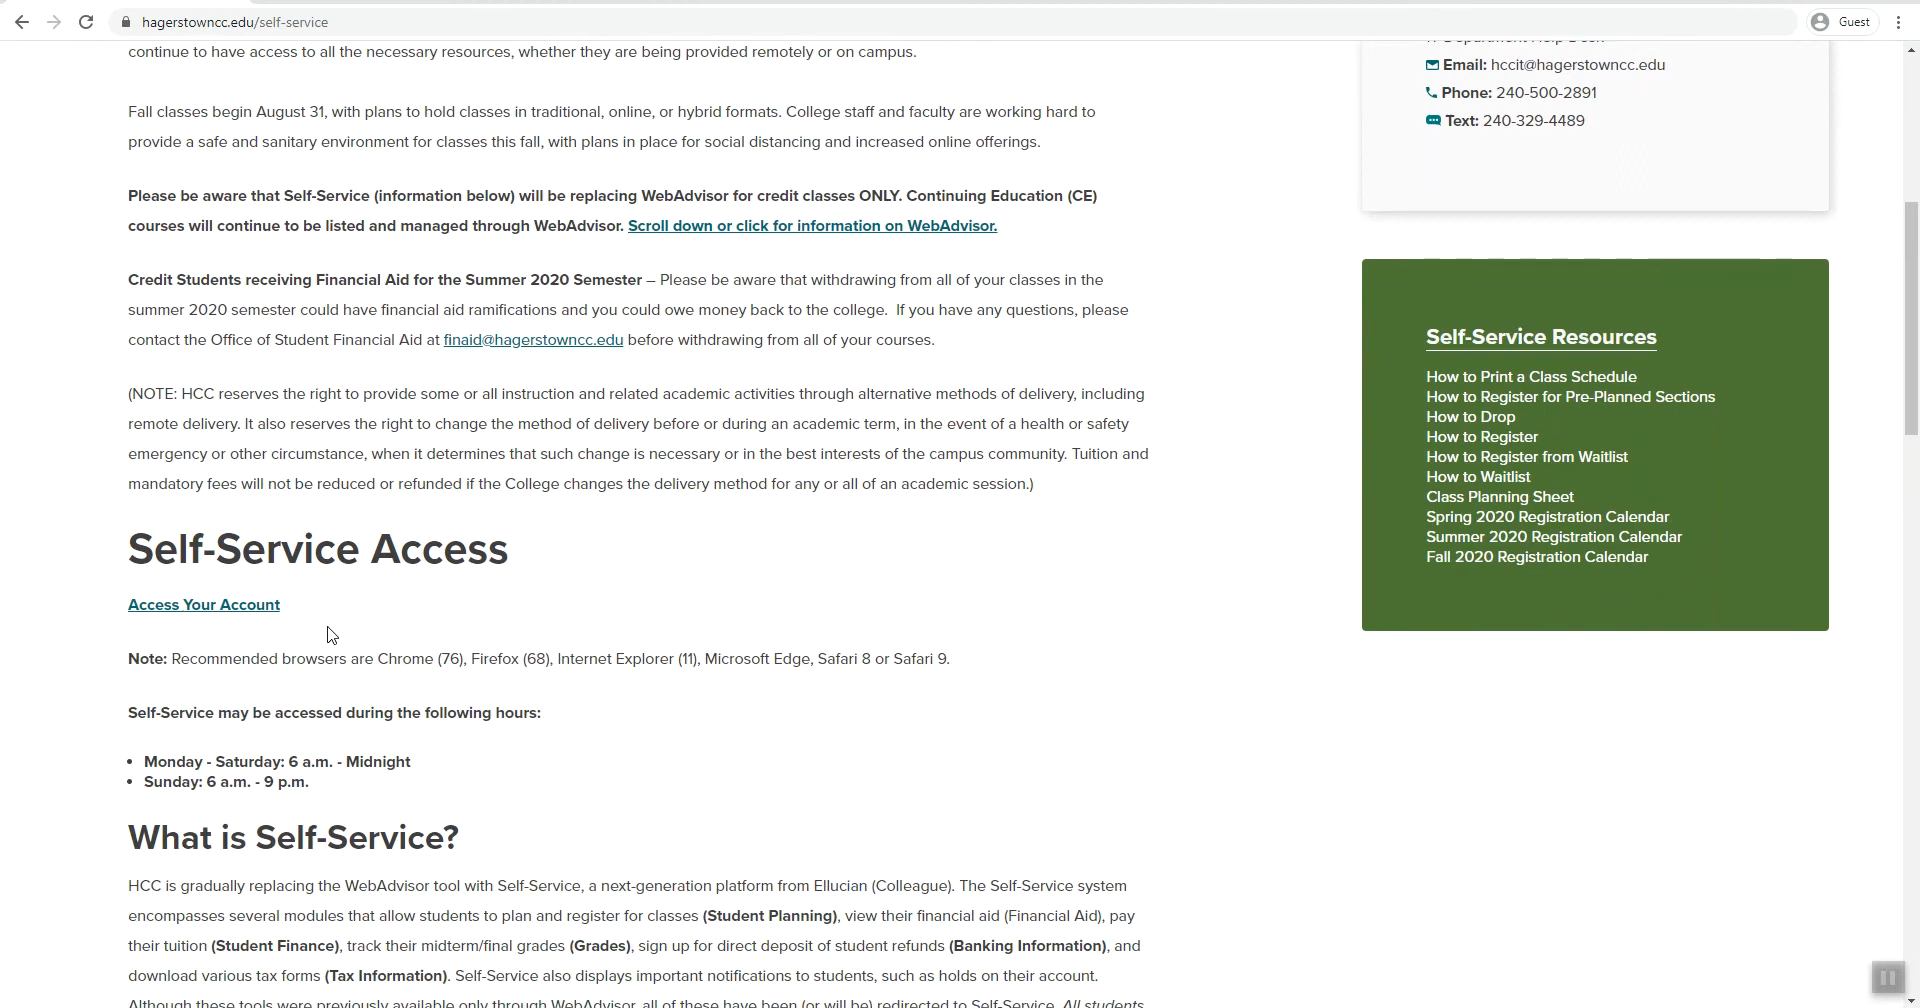 hagerstowncc.edu/self-service
Guest
continue to have access to all the necessary resources, whether they are being provided remotely or on campus.
Fall classes begin August 31, with plans to hold classes in traditional, online, or hybrid formats. College staff and faculty are working hard to
provide a safe and sanitary environment for classes this fall, with plans in place for social distancing and increased online offerings.
Please be aware that Self-Service (information below) will be replacing WebAdvisor for credit classes ONLY. Continuing Education (CE)
courses will continue to be listed and managed through WebAdvisor. Scroll down or click for information on WebAdvisor.
Credit Students receiving Financial Aid for the Summer 2020 Semester – Please be aware that withdrawing from all of your classes in the
summer 2020 semester could have financial aid ramifications and you could owe money back to the college. If you have any questions, please
contact the Office of Student Financial Aid at finaid@hagerstowncc.edu before withdrawing from all of your courses.
(NOTE: HCC reserves the right to provide some or all instruction and related academic activities through alternative methods of delivery, including
remote delivery. It also reserves the right to change the method of delivery before or during an academic term, in the event of a health or safety
emergency or other circumstance, when it determines that such change is necessary or in the best interests of the campus community. Tuition and
mandatory fees will not be reduced or refunded if the College changes the delivery method for any or all of an academic session.)
Self-Service Access
Access Your Account
Note: Recommended browsers are Chrome (76), Firefox (68), Internet Explorer (11), Microsoft Edge, Safari 8 or Safari 9.
Self-Service may be accessed during the following hours:
• Monday - Saturday: 6 a.m. - Midnight
• Sunday: 6 a.m. - 9 p.m.
What is Self-Service?
HCC is gradually replacing the WebAdvisor tool with Self-Service, a next-generation platform from Ellucian (Colleague). The Self-Service system
encompasses several modules that allow students to plan and register for classes (Student Planning), view their financial aid (Financial Aid), pay
their tuition (Student Finance), track their midterm/final grades (Grades), sign up for direct deposit of student refunds (Banking Information), and
download various tax forms (Tax Information). Self-Service also displays important notifications to students, such as holds on their account.
Although these tools were previously available only through WebAdvisor, all of these have been (or will be) redirected to Self-Service. All students
IT Department Help Desk
Email: hccit@hagerstowncc.edu
Phone: 240-500-2891
Text: 240-329-4489
Self-Service Resources
How to Print a Class Schedule
How to Register for Pre-Planned Sections
How to Drop
How to Register
How to Register from Waitlist
How to Waitlist
Class Planning Sheet
Spring 2020 Registration Calendar
Summer 2020 Registration Calendar
Fall 2020 Registration Calendar